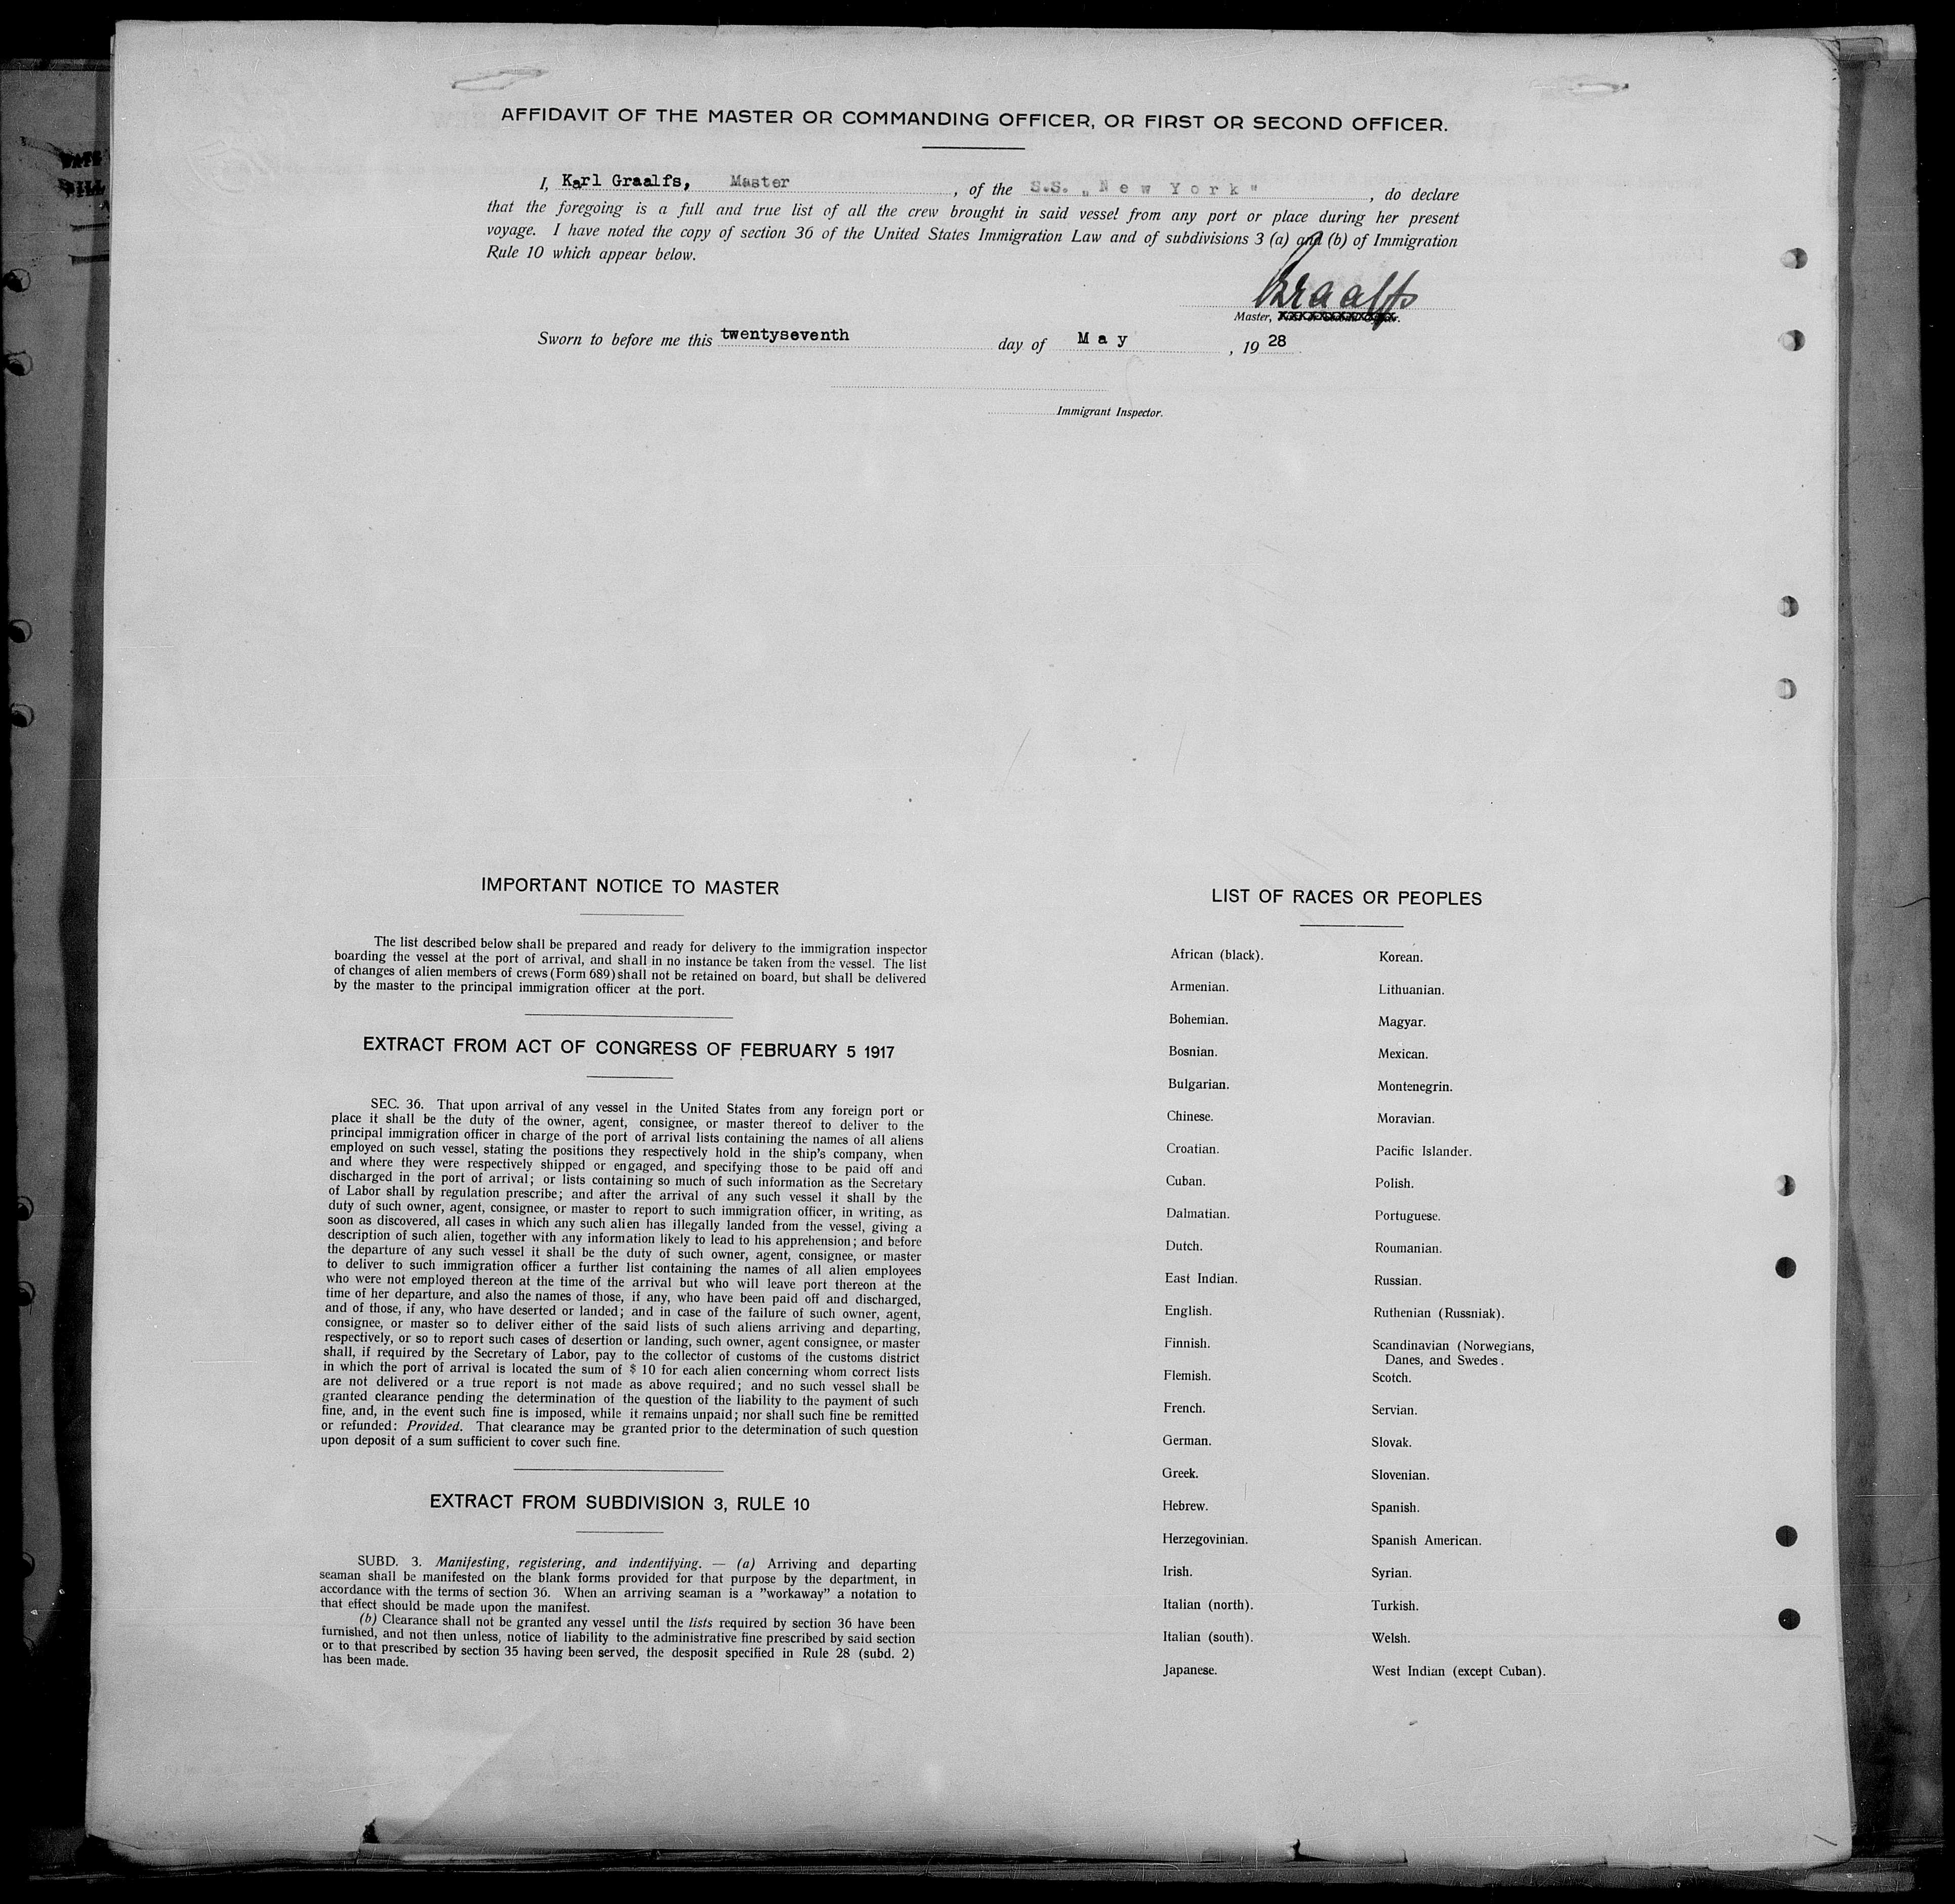 AFFIDAVIT OF THE MASTER OR COMMANDING OFFICER, OR FIRST OR SECOND OFFICER.
I, Karl Graalfs, Master, of the S.S. „New York“, do declare
that the foregoing is a full and true list of all the crew brought in said vessel from any port or place during her present
voyage. I have noted the copy of section 36 of the United States Immigration Law and of subdivisions 3 (a) and (b) of Immigration
Rule 10 which appear below.
Graalfs
Master,
Sworn to before me this twentyseventh day of May, 19 28
Immigrant Inspector.
IMPORTANT NOTICE TO MASTER
The list described below shall be prepared and ready for delivery to the immigration inspector
boarding the vessel at the port of arrival, and shall in no instance be taken from the vessel. The list
of changes of alien members of crews (Form 689) shall not be retained on board, but shall be delivered
by the master to the principal immigration officer at the port.
EXTRACT FROM ACT OF CONGRESS OF FEBRUARY 5 1917
SEC. 36. That upon arrival of any vessel in the United States from any foreign port or
place it shall be the duty of the owner, agent, consignee, or master thereof to deliver to the
principal immigration officer in charge of the port of arrival lists containing the names of all aliens
employed on such vessel, stating the positions they respectively hold in the ship's company, when
and where they were respectively shipped or engaged, and specifying those to be paid off and
discharged in the port of arrival; or lists containing so much of such information as the Secretary
of Labor shall by regulation prescribe; and after the arrival of any such vessel it shall by the
duty of such owner, agent, consignee, or master to report to such immigration officer, in writing, as
soon as discovered, all cases in which any such alien has illegally landed from the vessel, giving a
description of such alien, together with any information likely to lead to his apprehension; and before
the departure of any such vessel it shall be the duty of such owner, agent, consignee, or master
to deliver to such immigration officer a further list containing the names of all alien employees
who were not employed thereon at the time of the arrival but who will leave port thereon at the
time of her departure, and also the names of those, if any, who have been paid off and discharged,
and of those, if any, who have deserted or landed; and in case of the failure of such owner, agent,
consignee, or master so to deliver either of the said lists of such aliens arriving and departing,
respectively, or so to report such cases of desertion or landing, such owner, agent consignee, or master
shall, if required by the Secretary of Labor, pay to the collector of customs of the customs district
in which the port of arrival is located the sum of $ 10 for each alien concerning whom correct lists
are not delivered or a true report is not made as above required; and no such vessel shall be
granted clearance pending the determination of the question of the liability to the payment of such
fine, and, in the event such fine is imposed, while it remains unpaid; nor shall such fine be remitted
or refunded: Provided. That clearance may be granted prior to the determination of such question
upon deposit of a sum sufficient to cover such fine.
EXTRACT FROM SUBDIVISION 3, RULE 10
SUBD. 3. Manifesting, registering, and indentifying. — (a) Arriving and departing
seaman shall be manifested on the blank forms provided for that purpose by the department, in
accordance with the terms of section 36. When an arriving seaman is a "workaway" a notation to
that effect should be made upon the manifest.
(b) Clearance shall not be granted any vessel until the lists required by section 36 have been
furnished, and not then unless, notice of liability to the administrative fine prescribed by said section
or to that prescribed by section 35 having been served, the desposit specified in Rule 28 (subd. 2)
has been made.
LIST OF RACES OR PEOPLES
African (black).
Armenian.
Bohemian.
Bosnian.
Bulgarian.
Chinese.
Croatian.
Cuban.
Dalmatian.
Dutch.
East Indian.
English.
Finnish.
Flemish.
French.
German.
Greek.
Hebrew.
Herzegovinian.
Irish.
Italian (north).
Italian (south).
Japanese.
Korean.
Lithuanian.
Magyar.
Mexican.
Montenegrin.
Moravian.
Pacific Islander.
Polish.
Portuguese.
Roumanian.
Russian.
Ruthenian (Russniak).
Scandinavian (Norwegians,
Danes, and Swedes.
Scotch.
Servian.
Slovak.
Slovenian.
Spanish.
Spanish American.
Syrian.
Turkish.
Welsh.
West Indian (except Cuban).